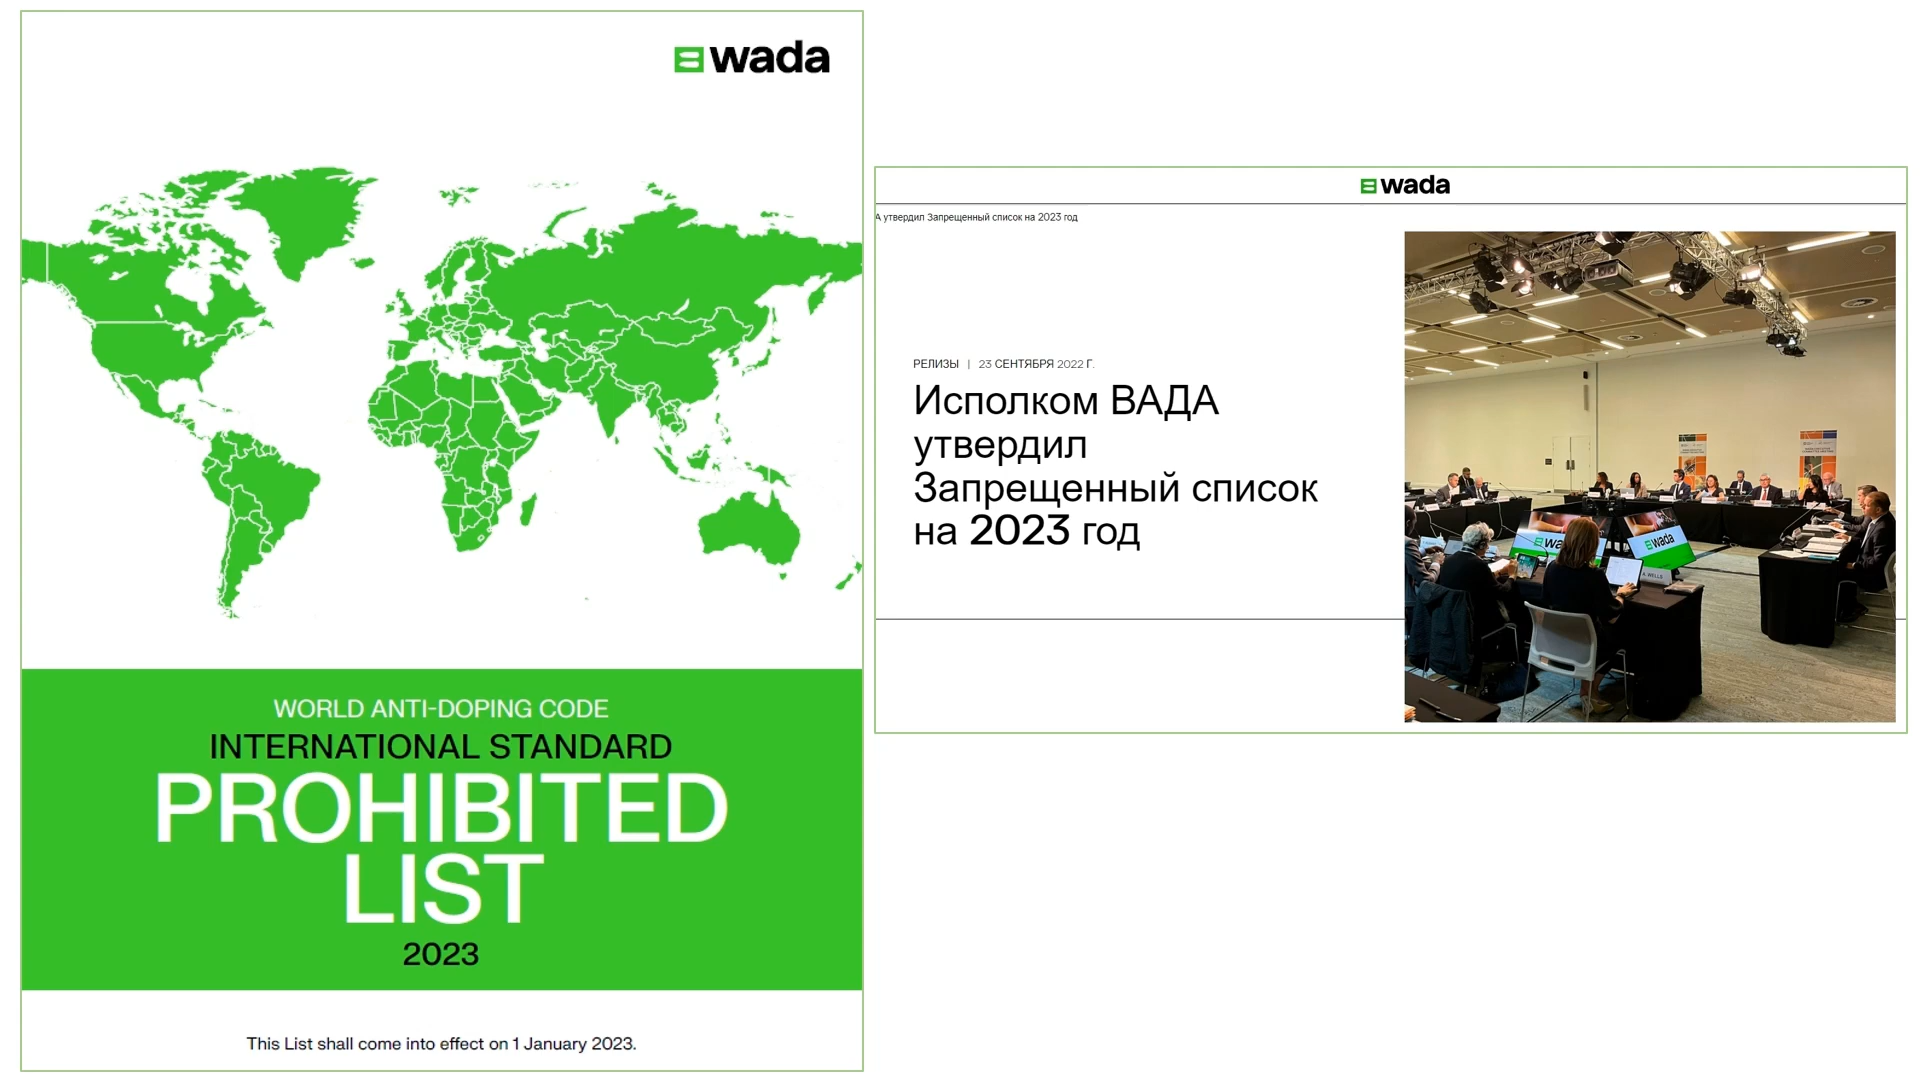 wada
WORLD ANTI-DOPING CODE
INTERNATIONAL STANDARD
PROHIBITED
LIST
2023
This List shall come into effect on 1 January 2023.
wada
А утвердил Запрещенный список на 2023 год
РЕЛИЗЫ | 23 СЕНТЯБРЯ 2022 Г.
Исполком ВАДА
утвердил
Запрещенный список
на 2023 год
wada
A. WELLS